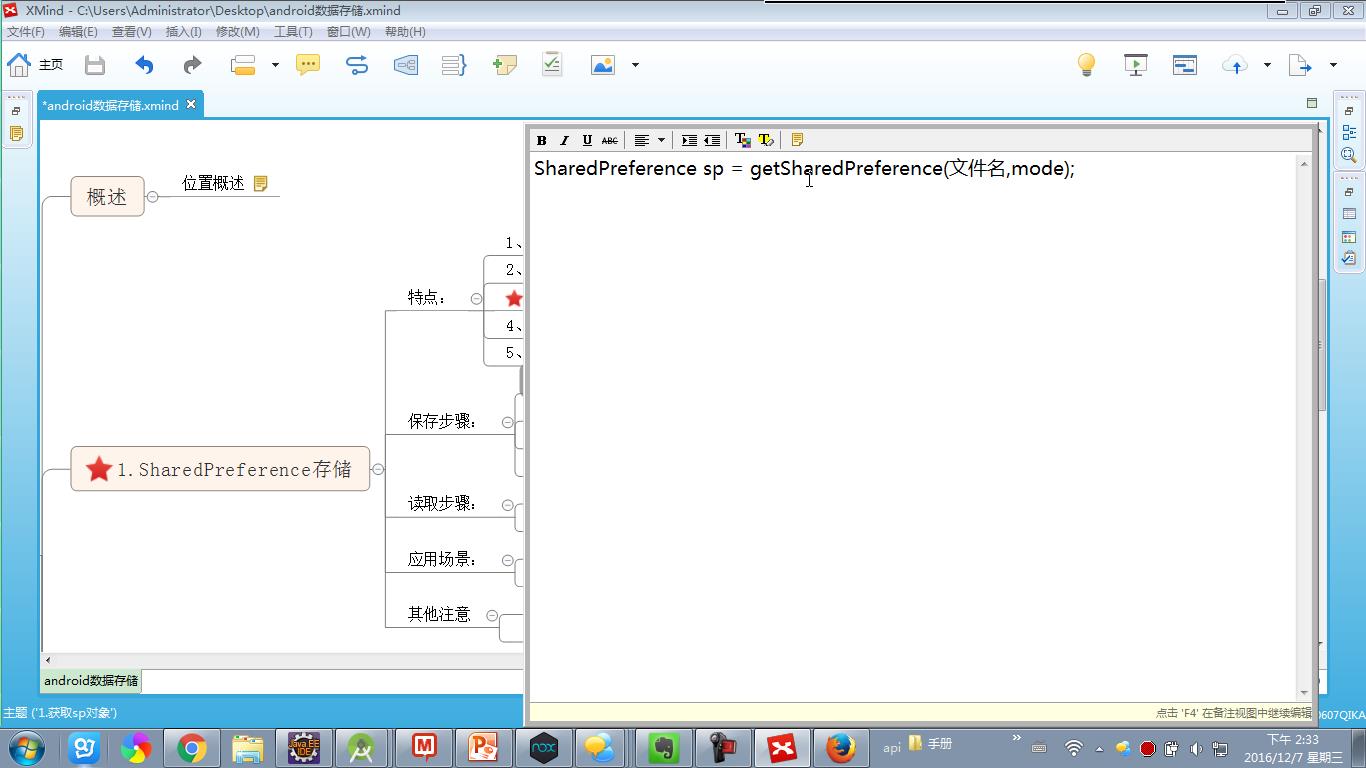 XMind - C:\Users\Administrator\Desktop\android数据存储.xmind
文件(F) 编辑(E) 查看(V) 插入(I) 修改(M) 工具(T) 窗口(W) 帮助(H)
主页
*android数据存储.xmind
B I U ABC
SharedPreference sp = getSharedPreference(文件名,mode);
概述
位置概述
1、
2、
特点：
4、
5、
保存步骤：
1.SharedPreference存储
读取步骤：
应用场景：
其他注意
android数据存储
点击 'F4' 在备注视图中继续编辑
主题 ('1.获取sp对象')
0607QIKA
api 手册
下午 2:33
2016/12/7 星期三